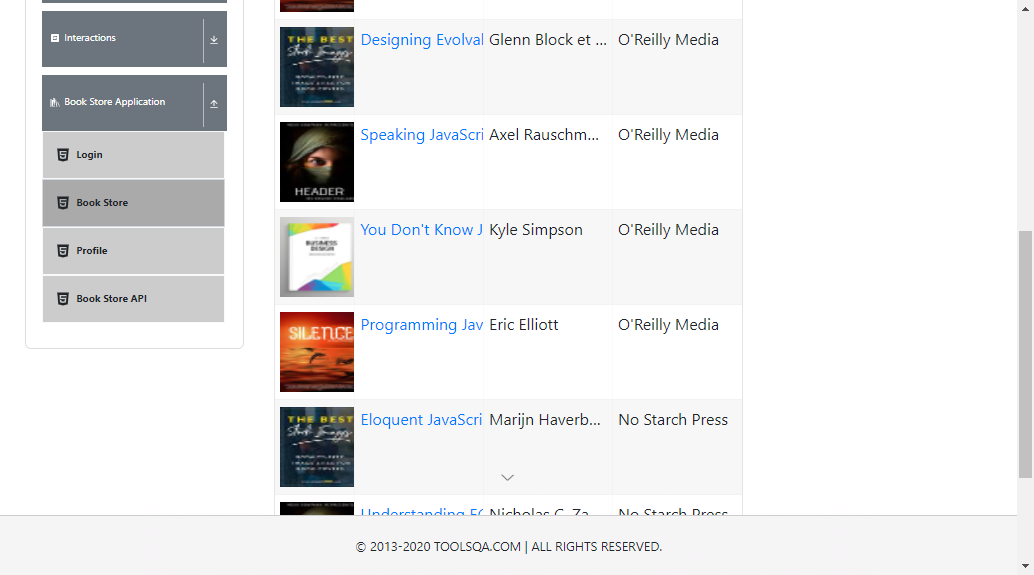 Interactions
Book Store Application
Login
Book Store
Profile
Book Store API
Designing Evolval Glenn Block et ... O'Reilly Media
Speaking JavaScri Axel Rauschm... O'Reilly Media
HEADER
You Don't Know J Kyle Simpson O'Reilly Media
BUSINESS
DESIGN
Programming Jav Eric Elliott O'Reilly Media
SILENCE
Eloquent JavaScri Marijn Haverb... No Starch Press
THE BEST
Understanding EC Nicholas C. Za... No Starch Press
© 2013-2020 TOOLSQA.COM | ALL RIGHTS RESERVED.